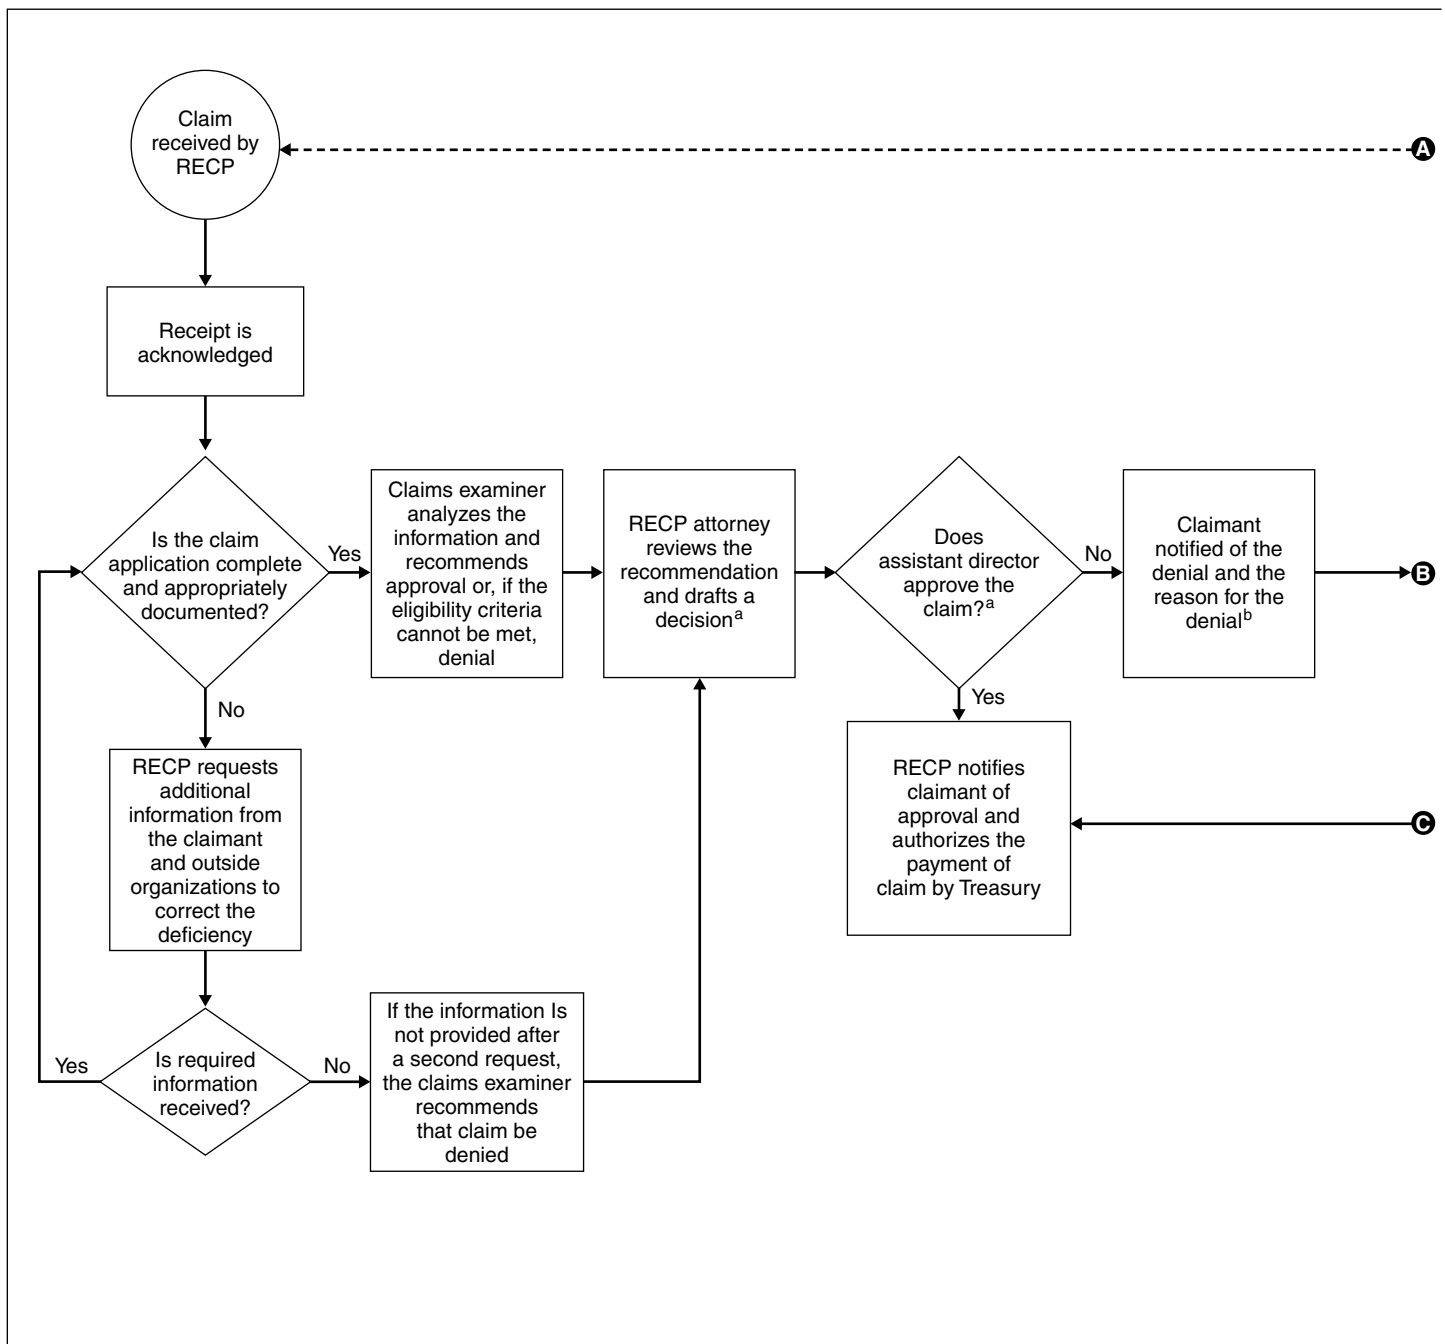 Claim
received by
RECP
A
Receipt is
acknowledged
Is the claim
application complete
and appropriately
documented?
Yes
Claims examiner
analyzes the
information and
recommends
approval or, if the
eligibility criteria
cannot be met,
denial
RECP attorney
reviews the
recommendation
and drafts a
decisionᵃ
Does
assistant director
approve the
claim?ᵃ
No
Claimant
notified of the
denial and the
reason for the
denialᵇ
B
No
Yes
RECP requests
additional
information from
the claimant
and outside
organizations to
correct the
deficiency
RECP notifies
claimant of
approval and
authorizes the
payment of
claim by Treasury
C
Yes
Is required
information
received?
No
If the information Is
not provided after
a second request,
the claims examiner
recommends
that claim be
denied